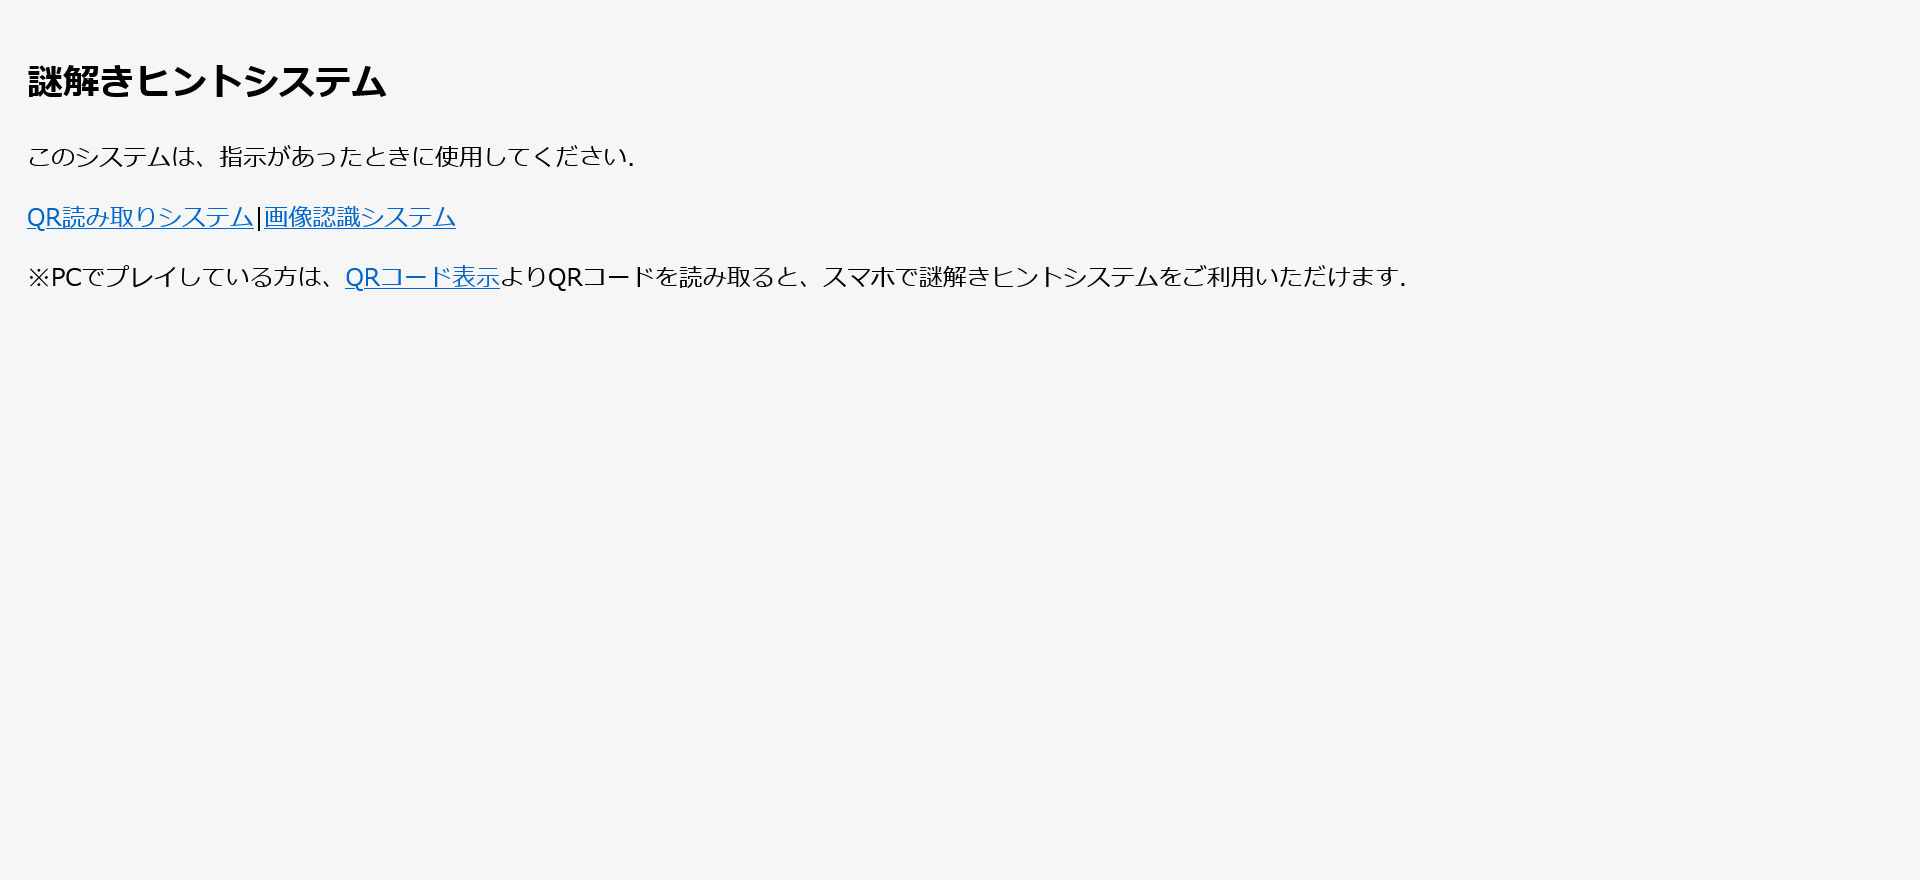 謎解きヒントシステム
このシステムは、指示があったときに使用してください.
QR読み取りシステム|画像認識システム
※PCでプレイしている方は、QRコード表示よりQRコードを読み取ると、スマホで謎解きヒントシステムをご利用いただけます.